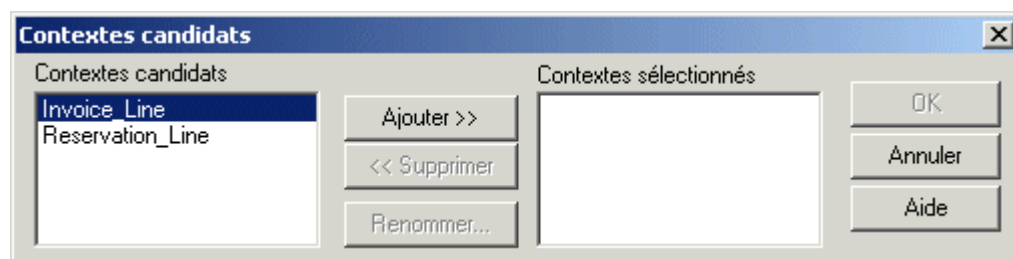 Contextes candidats
Contextes candidats
Invoice_Line
Reservation_Line
Ajouter >>
<< Supprimer
Renommer...
Contextes sélectionnés
OK
Annuler
Aide